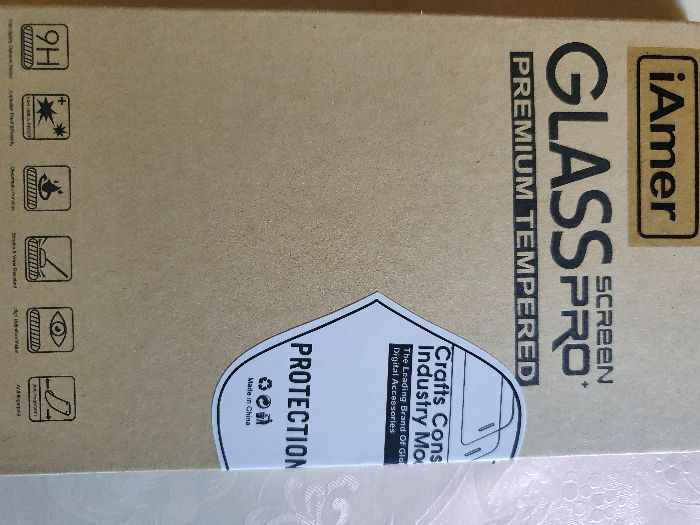 iAmer
GLASS SCREEN PRO+
PREMIUM TEMPERED
Crafts Cons
Industry Mo
The Leading Brand Of Glo
Digital Accessories
PROTECTION
Made in China
9H